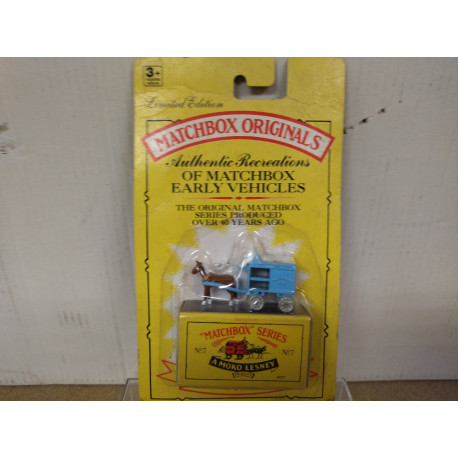 3+
Limited Edition
MATCHBOX ORIGINALS
Authentic Recreations
OF MATCHBOX
EARLY VEHICLES
THE ORIGINAL MATCHBOX
SERIES PRODUCED
OVER 40 YEARS AGO
"MATCHBOX" SERIES
No7 No7
A MOKO LESNEY